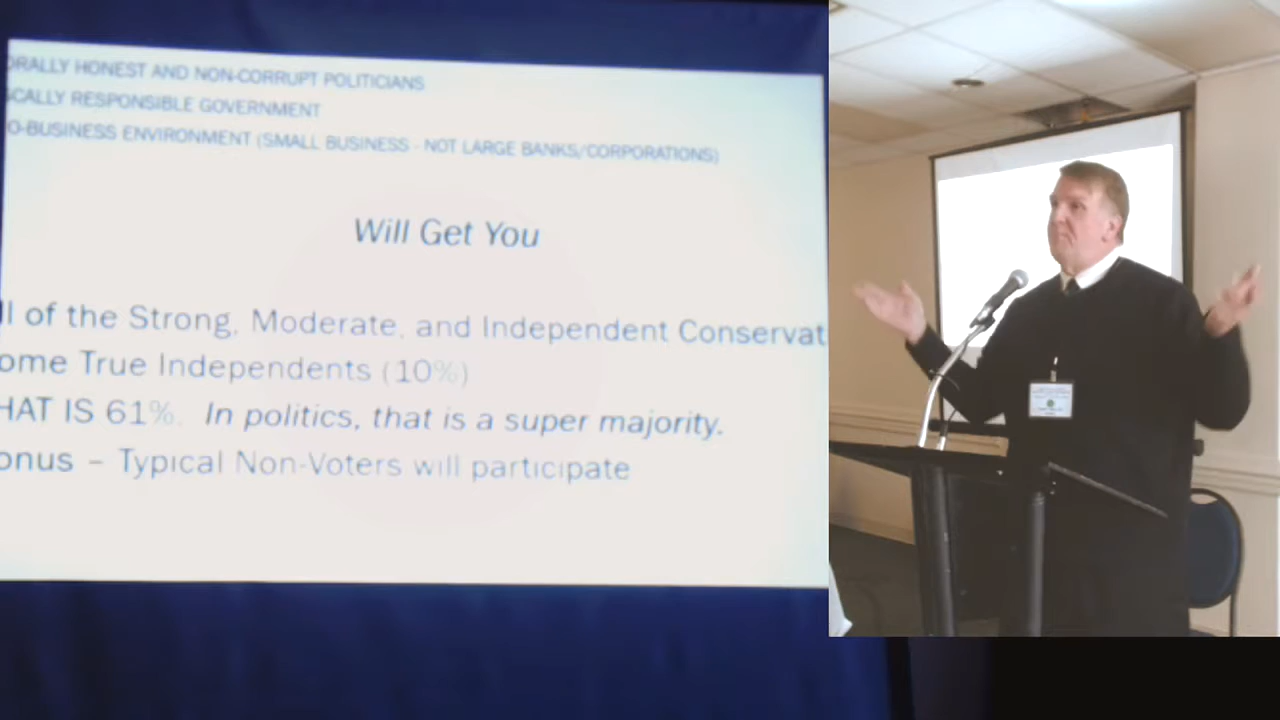 ORALLY HONEST AND NON-CORRUPT POLITICIANS
CALLY RESPONSIBLE GOVERNMENT
O-BUSINESS ENVIRONMENT (SMALL BUSINESS - NOT LARGE BANKS/CORPORATIONS)
Will Get You
l of the Strong, Moderate, and Independent Conservat
ome True Independents (10%)
HAT IS 61%. In politics, that is a super majority.
onus – Typical Non-Voters will participate